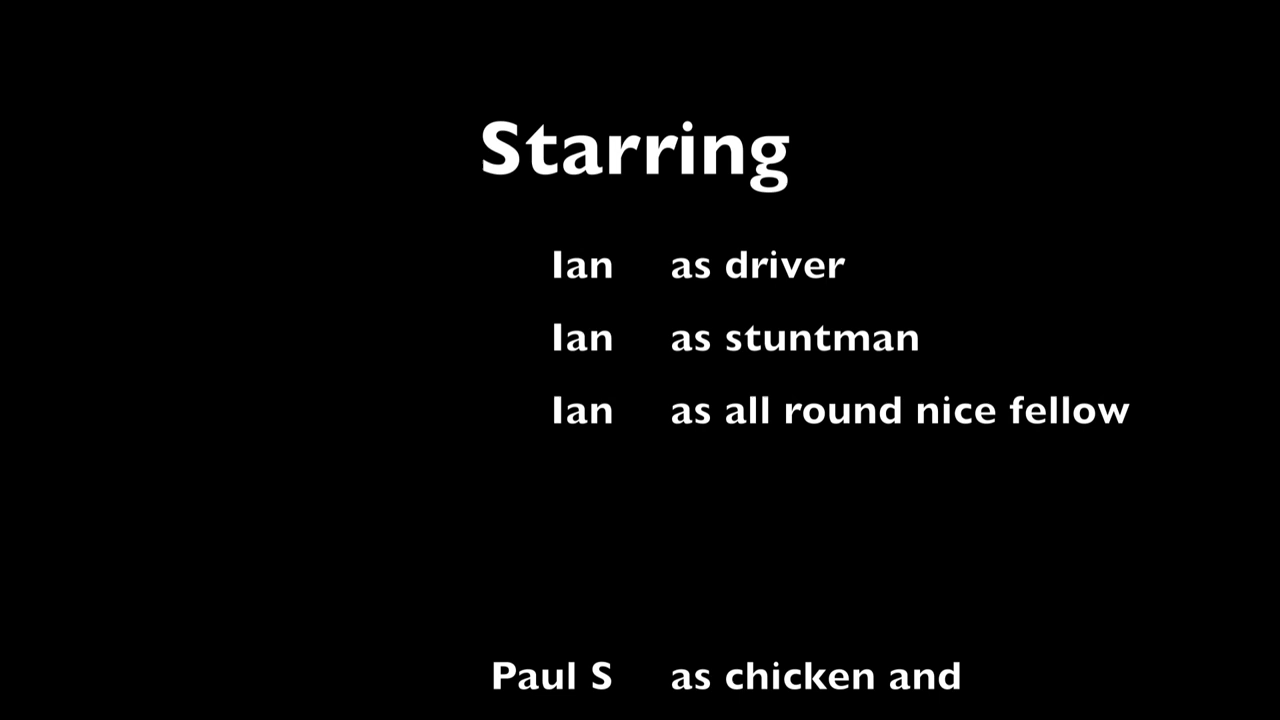 Starring
Ian as driver
Ian as stuntman
Ian as all round nice fellow
Paul S as chicken and